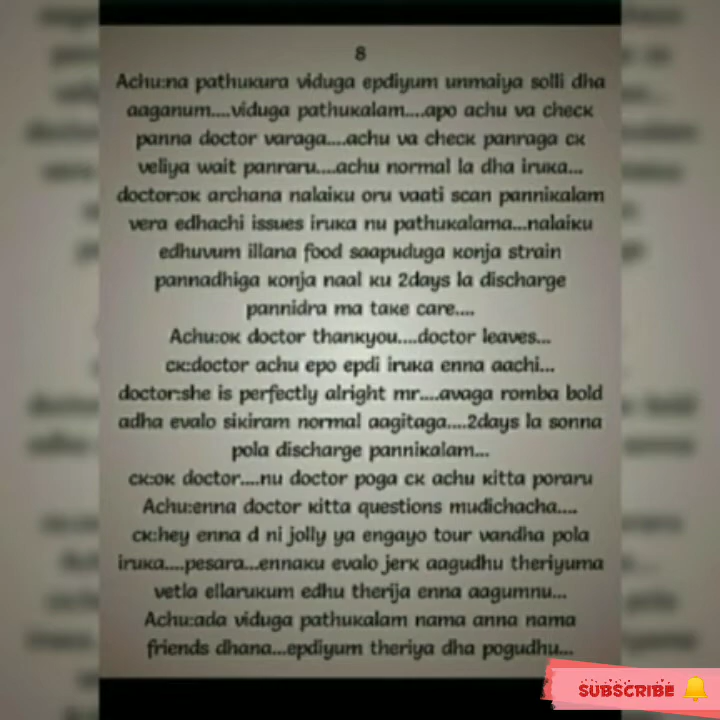 8
Achu:na pathukura viduga epdiyum unmaiya solli dha
aaganum....viduga pathukalam....apo achu va check
panna doctor varaga....achu va check panraga ck
veliya wait panraru....achu normal la dha iruka...
doctor:ok archana nalaiku oru vaati scan pannikalam
vera edhachi issues iruka nu pathukalama...nalaiku
edhuvum illana food saapuduga konja strain
pannadhiga konja naal ku 2days la discharge
pannidra ma take care....
Achu:ok doctor thankyou....doctor leaves...
ck:doctor achu epo epdi iruka enna aachi...
doctor:she is perfectly alright mr....avaga romba bold
adha evalo sikiram normal aagitaga....2days la sonna
pola discharge pannikalam...
ck:ok doctor....nu doctor poga ck achu kitta poraru
Achu:enna doctor kitta questions mudichacha....
ck:hey enna d ni jolly ya engayo tour vandha pola
iruka....pesara...ennaku evalo jerk aagudhu theriyuma
vetla ellarukum edhu therija enna aagumnu...
Achu:ada viduga pathukalam nama anna nama
friends dhana...epdiyum theriya dha pogudhu...
SUBSCRIBE